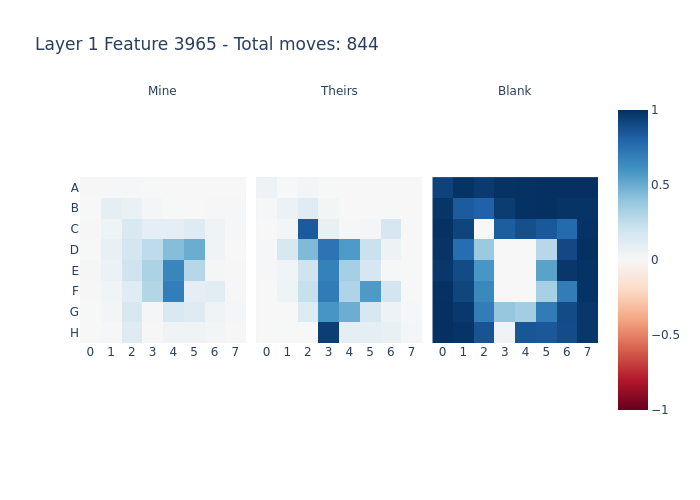 Layer 1 Feature 3965 - Total moves: 844
Mine
Theirs
Blank
A
B
C
D
E
F
G
H
0 1 2 3 4 5 6 7
0 1 2 3 4 5 6 7
0 1 2 3 4 5 6 7
1
0.5
0
−0.5
−1